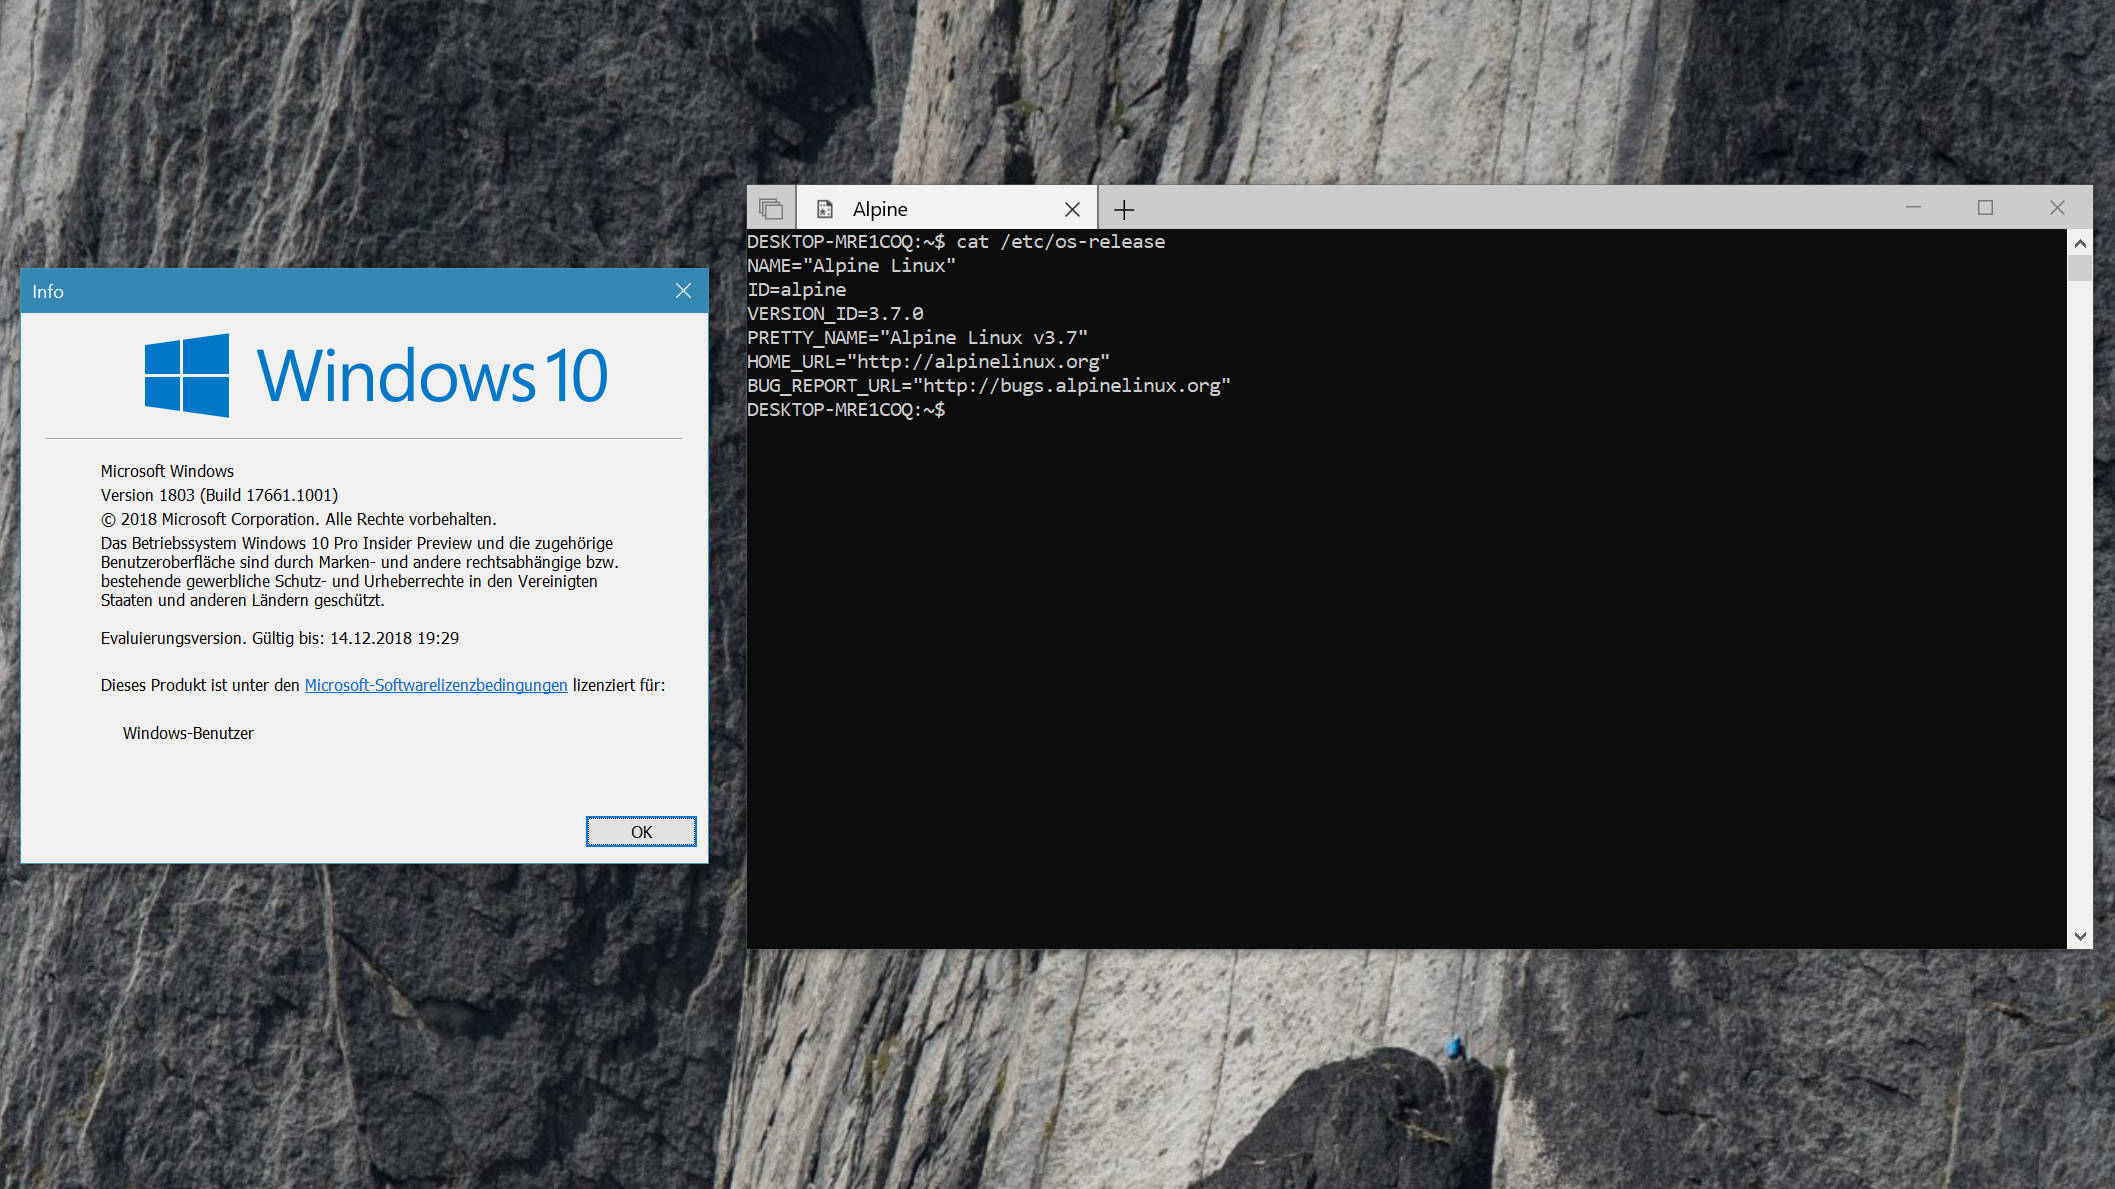 Info
Windows 10
Microsoft Windows
Version 1803 (Build 17661.1001)
© 2018 Microsoft Corporation. Alle Rechte vorbehalten.
Das Betriebssystem Windows 10 Pro Insider Preview und die zugehörige
Benutzeroberfläche sind durch Marken- und andere rechtsabhängige bzw.
bestehende gewerbliche Schutz- und Urheberrechte in den Vereinigten
Staaten und anderen Ländern geschützt.
Evaluierungsversion. Gültig bis: 14.12.2018 19:29
Dieses Produkt ist unter den Microsoft-Softwarelizenzbedingungen lizenziert für:
Windows-Benutzer
OK
Alpine
DESKTOP-MRE1COQ:~$ cat /etc/os-release
NAME="Alpine Linux"
ID=alpine
VERSION_ID=3.7.0
PRETTY_NAME="Alpine Linux v3.7"
HOME_URL="http://alpinelinux.org"
BUG_REPORT_URL="http://bugs.alpinelinux.org"
DESKTOP-MRE1COQ:~$